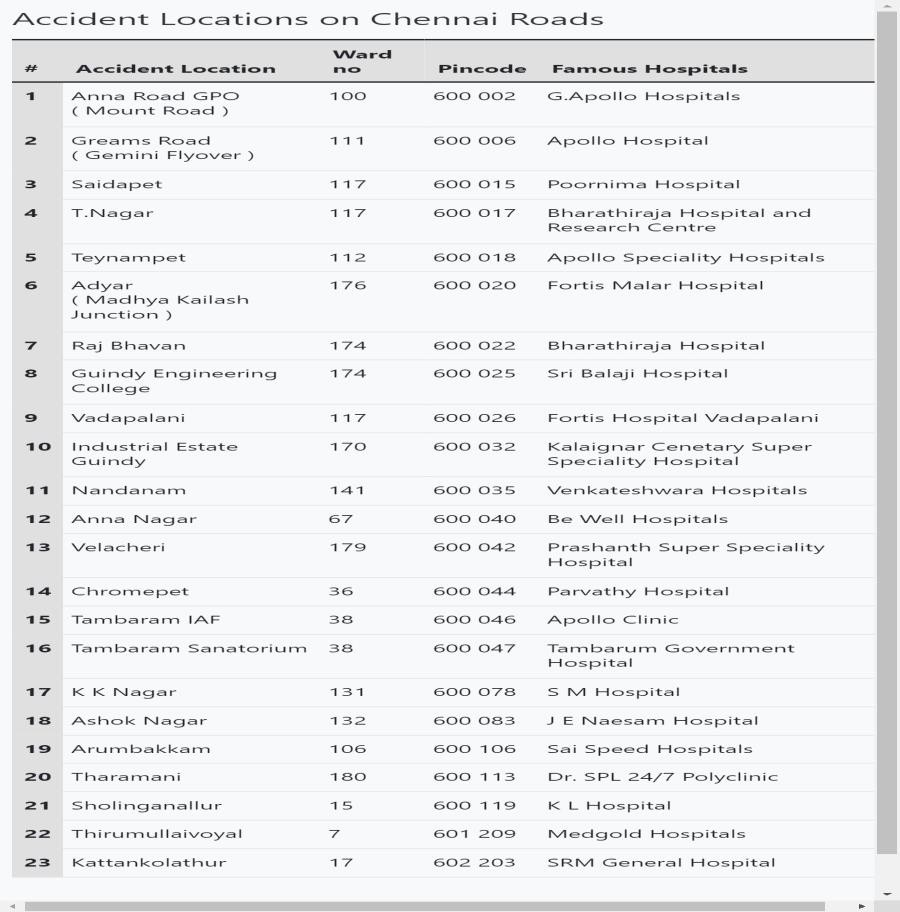 Accident Locations on Chennai Roads
# Accident Location Ward no Pincode Famous Hospitals
1 Anna Road GPO ( Mount Road ) 100 600 002 G.Apollo Hospitals
2 Greams Road ( Gemini Flyover ) 111 600 006 Apollo Hospital
3 Saidapet 117 600 015 Poornima Hospital
4 T.Nagar 117 600 017 Bharathiraja Hospital and Research Centre
5 Teynampet 112 600 018 Apollo Speciality Hospitals
6 Adyar ( Madhya Kailash Junction ) 176 600 020 Fortis Malar Hospital
7 Raj Bhavan 174 600 022 Bharathiraja Hospital
8 Guindy Engineering College 174 600 025 Sri Balaji Hospital
9 Vadapalani 117 600 026 Fortis Hospital Vadapalani
10 Industrial Estate Guindy 170 600 032 Kalaignar Cenetary Super Speciality Hospital
11 Nandanam 141 600 035 Venkateshwara Hospitals
12 Anna Nagar 67 600 040 Be Well Hospitals
13 Velacheri 179 600 042 Prashanth Super Speciality Hospital
14 Chromepet 36 600 044 Parvathy Hospital
15 Tambaram IAF 38 600 046 Apollo Clinic
16 Tambaram Sanatorium 38 600 047 Tambarum Government Hospital
17 K K Nagar 131 600 078 S M Hospital
18 Ashok Nagar 132 600 083 J E Naesam Hospital
19 Arumbakkam 106 600 106 Sai Speed Hospitals
20 Tharamani 180 600 113 Dr. SPL 24/7 Polyclinic
21 Sholinganallur 15 600 119 K L Hospital
22 Thirumullaivoyal 7 601 209 Medgold Hospitals
23 Kattankolathur 17 602 203 SRM General Hospital